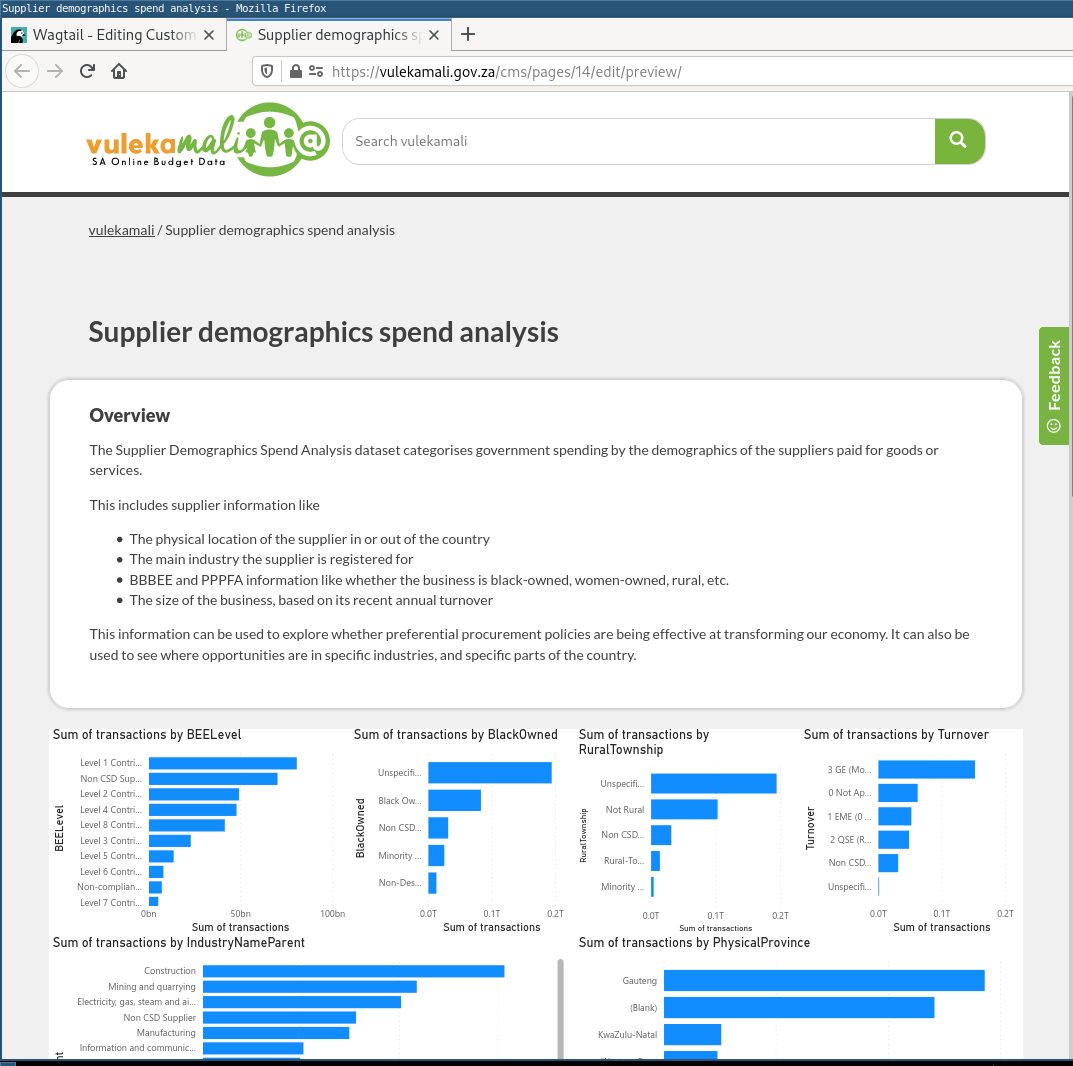 Supplier demographics spend analysis - Mozilla Firefox
Wagtail - Editing Custom
Supplier demographics s
https://vulekamali.gov.za/cms/pages/14/edit/preview/
vulekamali
SA Online Budget Data
Search vulekamali
vulekamali / Supplier demographics spend analysis
Supplier demographics spend analysis
Feedback
Overview
The Supplier Demographics Spend Analysis dataset categorises government spending by the demographics of the suppliers paid for goods or
services.
This includes supplier information like
• The physical location of the supplier in or out of the country
• The main industry the supplier is registered for
• BBBEE and PPPFA information like whether the business is black-owned, women-owned, rural, etc.
• The size of the business, based on its recent annual turnover
This information can be used to explore whether preferential procurement policies are being effective at transforming our economy. It can also be
used to see where opportunities are in specific industries, and specific parts of the country.
Sum of transactions by BEELevel
BEELevel
Level 1 Contri...
Non CSD Sup...
Level 2 Contri...
Level 4 Contri...
Level 8 Contri...
Level 3 Contri...
Level 5 Contri...
Level 6 Contri...
Non-complian...
Level 7 Contri...
0bn 50bn 100bn
Sum of transactions
Sum of transactions by BlackOwned
BlackOwned
Unspecifi...
Black Ow...
Non CSD...
Minority ...
Non-Des...
0.0T 0.1T 0.2T
Sum of transactions
Sum of transactions by
RuralTownship
RuralTownship
Unspecifi...
Not Rural
Non CSD...
Rural-To...
Minority ...
0.0T 0.1T 0.2T
Sum of transactions
Sum of transactions by Turnover
Turnover
3 GE (Mo...
0 Not Ap...
1 EME (0 ...
2 QSE (R...
Non CSD...
Unspecifi...
0.0T 0.1T 0.2T
Sum of transactions
Sum of transactions by IndustryNameParent
Construction
Mining and quarrying
Electricity, gas, steam and ai...
Non CSD Supplier
Manufacturing
Information and communic...
Sum of transactions by PhysicalProvince
Gauteng
(Blank)
KwaZulu-Natal